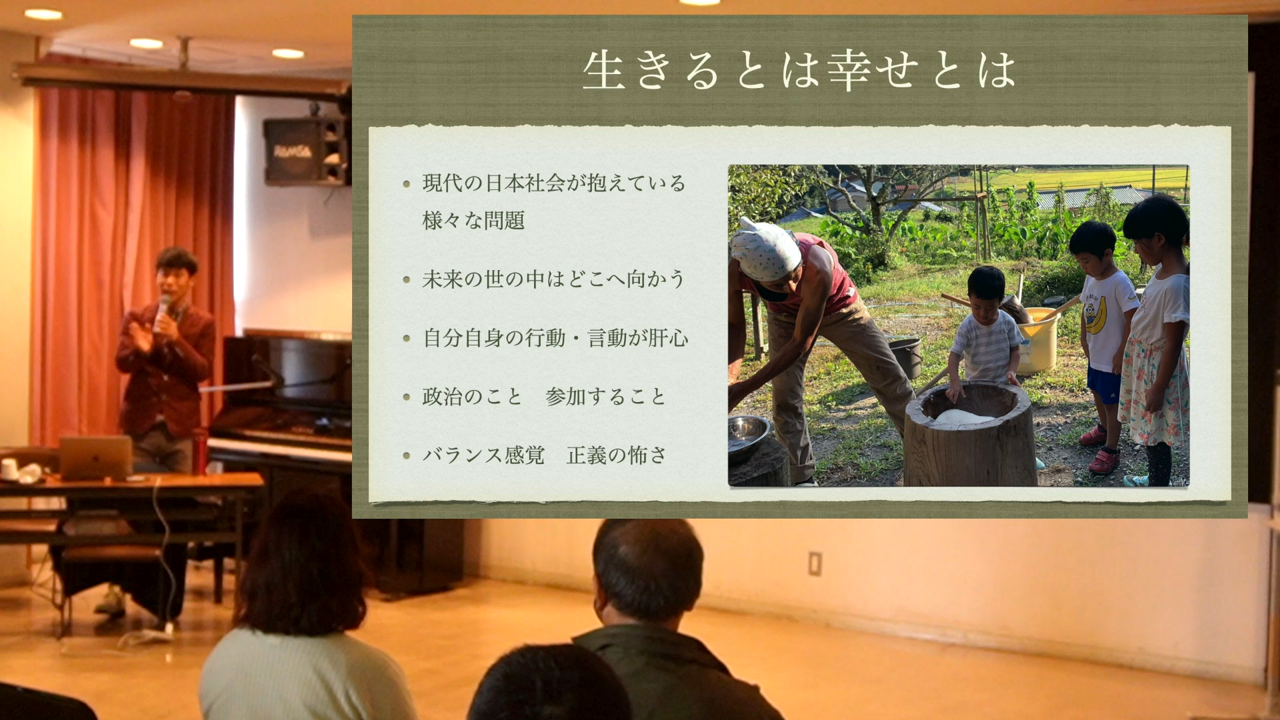 生きるとは幸せとは
• 現代の日本社会が抱えている
様々な問題
• 未来の世の中はどこへ向かう
• 自分自身の行動・言動が肝心
• 政治のこと　参加すること
• バランス感覚　正義の怖さ
RAMSA